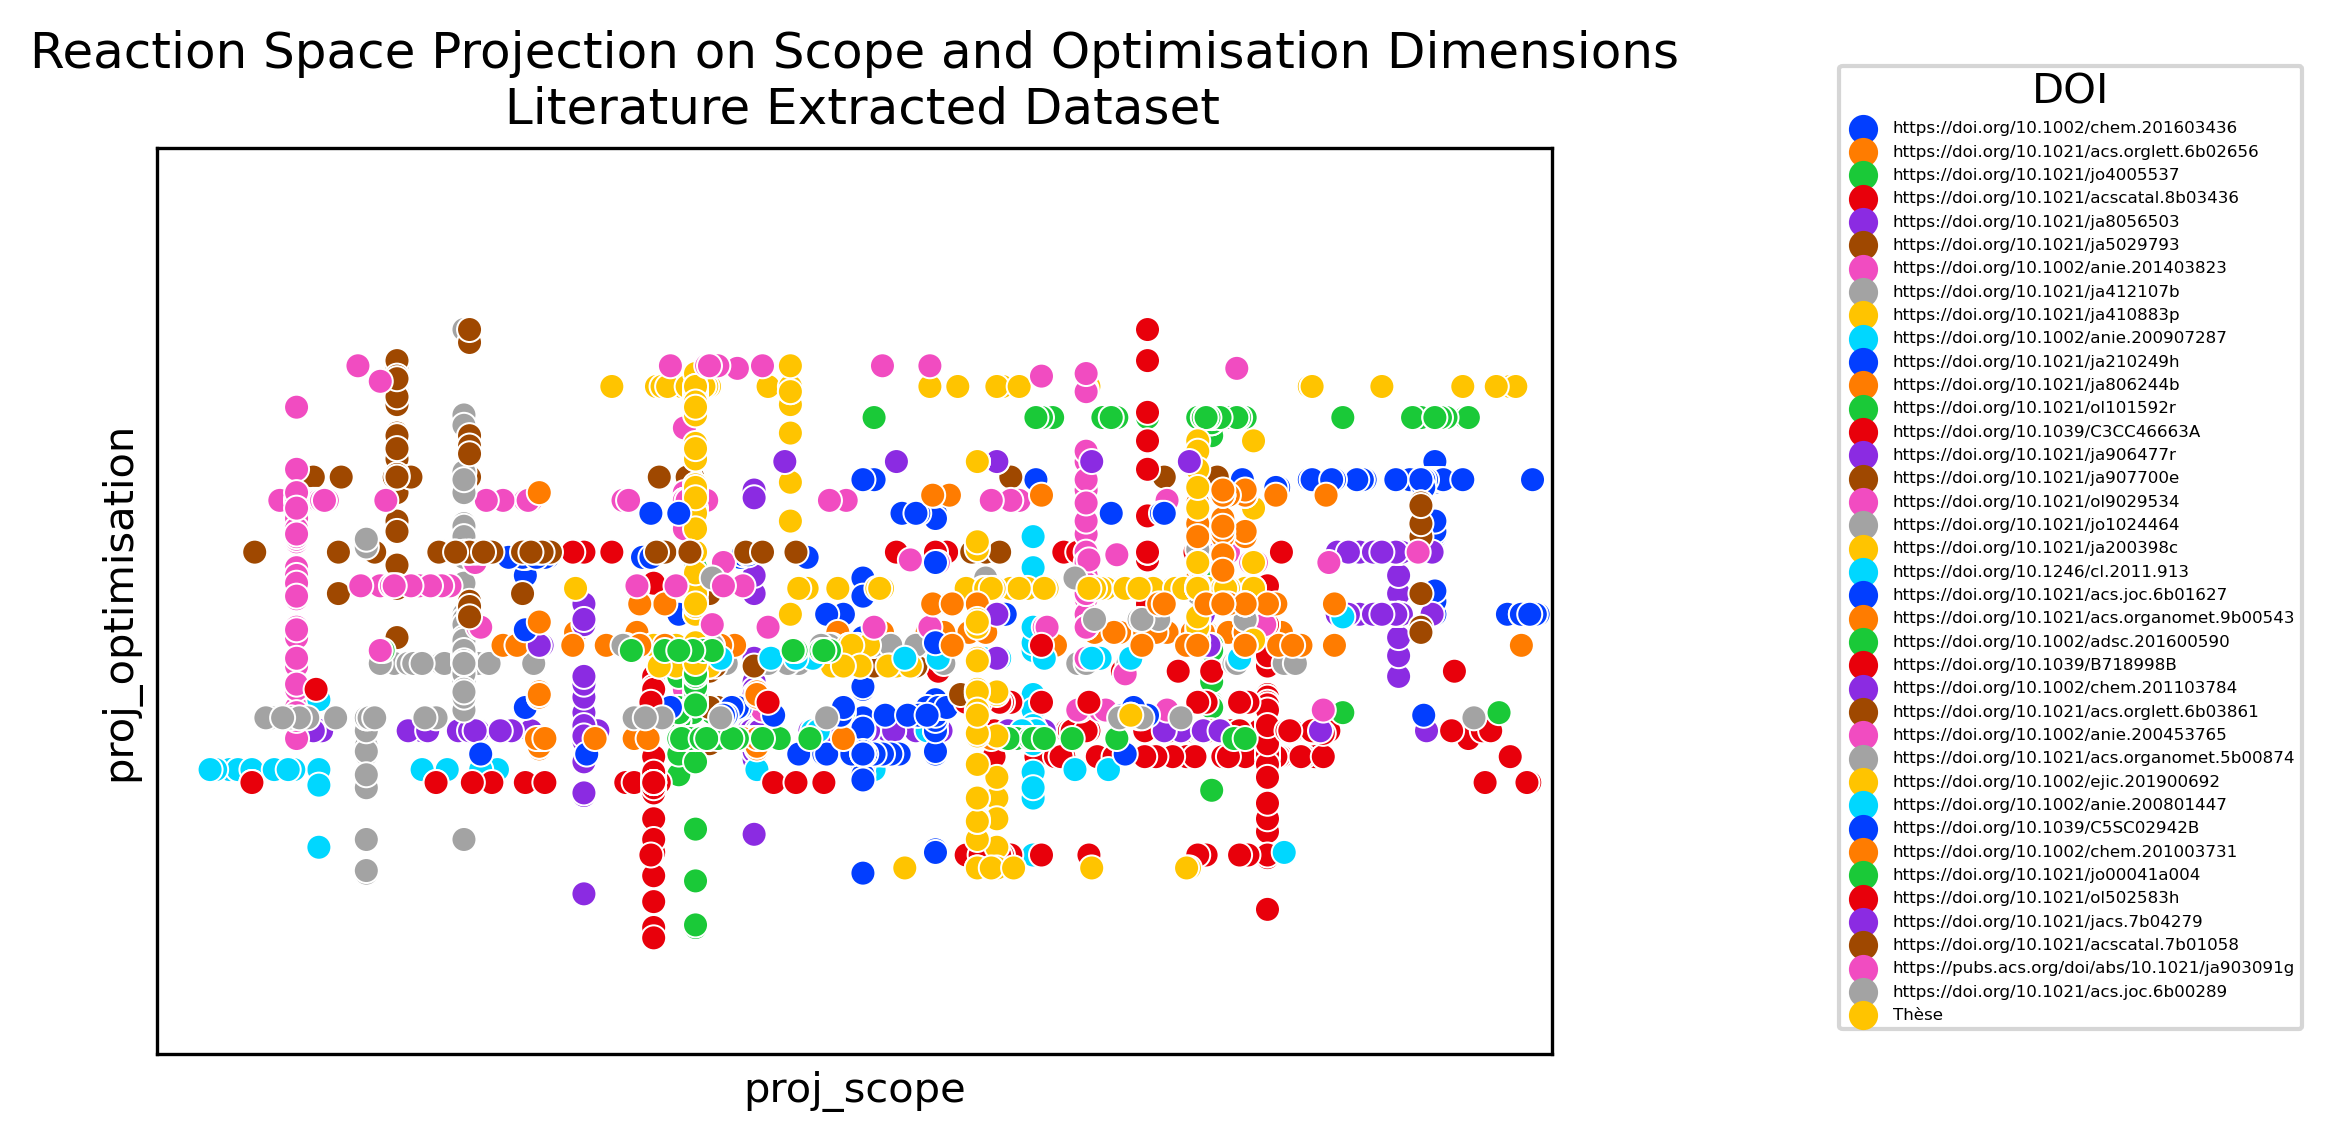 Reaction Space Projection on Scope and Optimisation Dimensions
Literature Extracted Dataset
proj_optimisation
proj_scope
DOI
https://doi.org/10.1002/chem.201603436
https://doi.org/10.1021/acs.orglett.6b02656
https://doi.org/10.1021/jo4005537
https://doi.org/10.1021/acscatal.8b03436
https://doi.org/10.1021/ja8056503
https://doi.org/10.1021/ja5029793
https://doi.org/10.1002/anie.201403823
https://doi.org/10.1021/ja412107b
https://doi.org/10.1021/ja410883p
https://doi.org/10.1002/anie.200907287
https://doi.org/10.1021/ja210249h
https://doi.org/10.1021/ja806244b
https://doi.org/10.1021/ol101592r
https://doi.org/10.1039/C3CC46663A
https://doi.org/10.1021/ja906477r
https://doi.org/10.1021/ja907700e
https://doi.org/10.1021/ol9029534
https://doi.org/10.1021/jo1024464
https://doi.org/10.1021/ja200398c
https://doi.org/10.1246/cl.2011.913
https://doi.org/10.1021/acs.joc.6b01627
https://doi.org/10.1021/acs.organomet.9b00543
https://doi.org/10.1002/adsc.201600590
https://doi.org/10.1039/B718998B
https://doi.org/10.1002/chem.201103784
https://doi.org/10.1021/acs.orglett.6b03861
https://doi.org/10.1002/anie.200453765
https://doi.org/10.1021/acs.organomet.5b00874
https://doi.org/10.1002/ejic.201900692
https://doi.org/10.1002/anie.200801447
https://doi.org/10.1039/C5SC02942B
https://doi.org/10.1002/chem.201003731
https://doi.org/10.1021/jo00041a004
https://doi.org/10.1021/ol502583h
https://doi.org/10.1021/jacs.7b04279
https://doi.org/10.1021/acscatal.7b01058
https://pubs.acs.org/doi/abs/10.1021/ja903091g
https://doi.org/10.1021/acs.joc.6b00289
Thèse